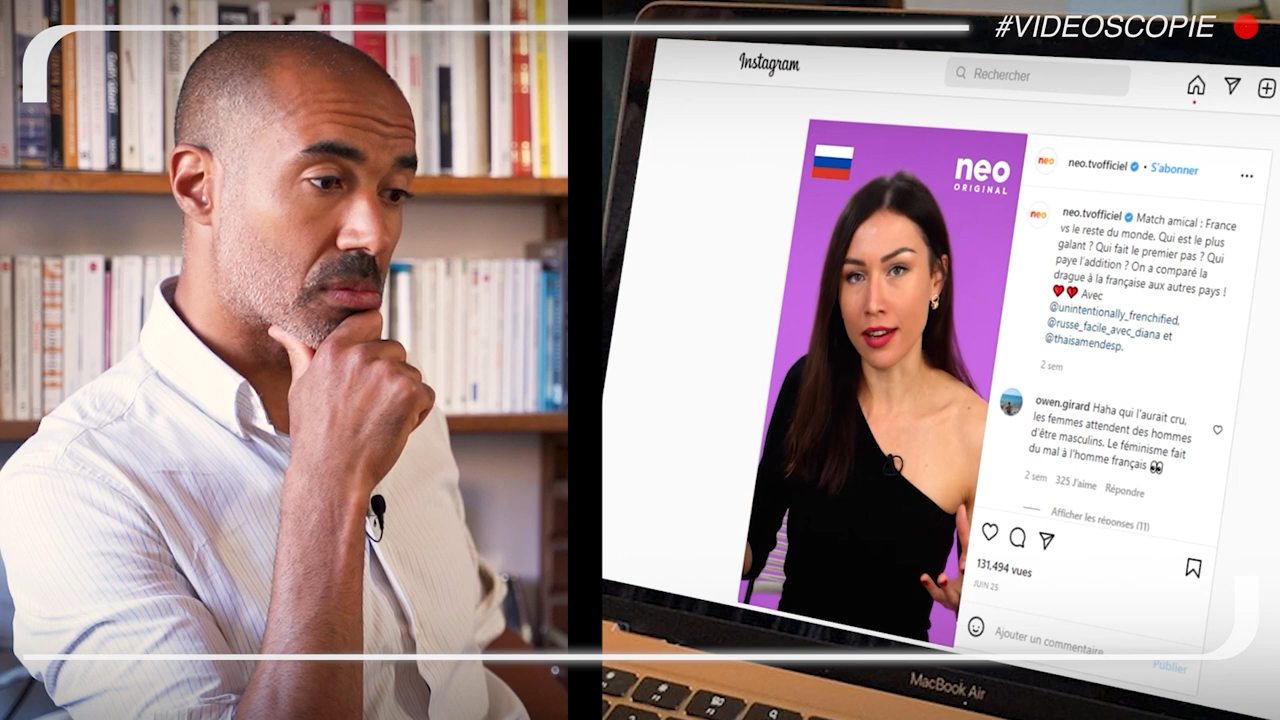 #VIDEOSCOPIE
Instagram
Rechercher
neo
ORIGINAL
neo
neo.tvofficiel • S'abonner
neo
neo.tvofficiel Match amical : France
vs le reste du monde. Qui est le plus
galant ? Qui fait le premier pas ? Qui
paye l'addition ? On a comparé la
drague à la française aux autres pays !
❤️❤️ Avec
@unintentionally_frenchified,
@russe_facile_avec_diana et
@thaisamendesp.
2 sem
owen.girard Haha qui l'aurait cru,
les femmes attendent des hommes
d'être masculins. Le féminisme fait
du mal à l'homme français 👀
2 sem 325 J'aime Répondre
Afficher les réponses (11)
131,494 vues
JUIN 25
Ajouter un commentaire
Publier
MacBook Air